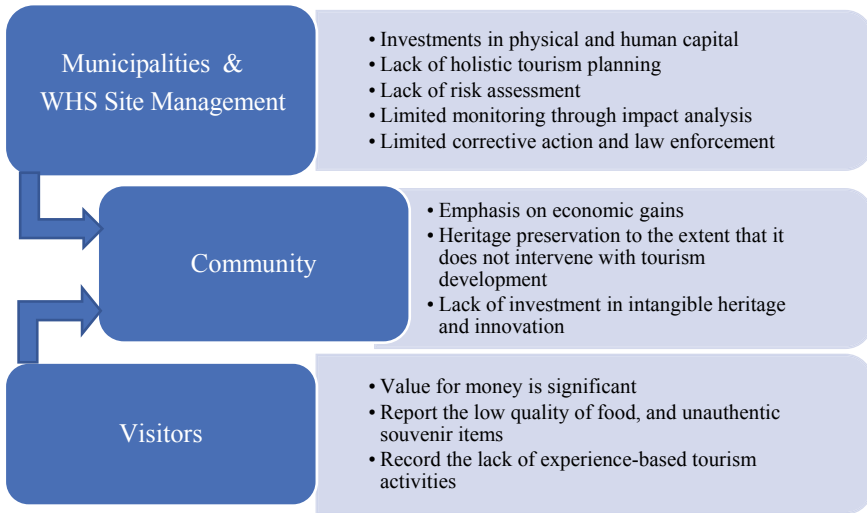 Municipalities &
WHS Site Management
• Investments in physical and human capital
• Lack of holistic tourism planning
• Lack of risk assessment
• Limited monitoring through impact analysis
• Limited corrective action and law enforcement
Community
• Emphasis on economic gains
• Heritage preservation to the extent that it
does not intervene with tourism
development
• Lack of investment in intangible heritage
and innovation
Visitors
• Value for money is significant
• Report the low quality of food, and unauthentic
souvenir items
• Record the lack of experience-based tourism
activities